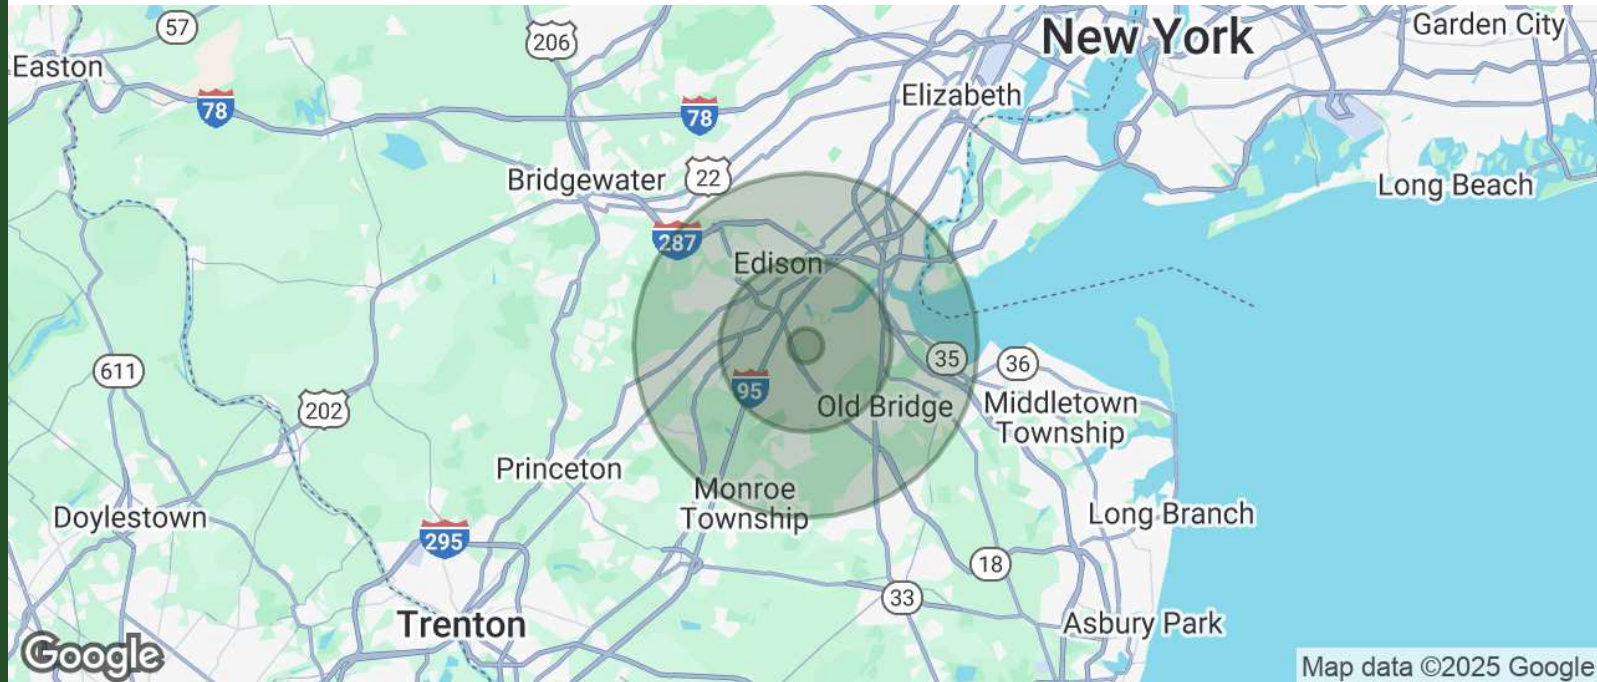 57
206
New York
Garden City
Easton
78
78
Elizabeth
Bridgewater
22
Long Beach
287
Edison
611
35
36
95
202
Old Bridge
Middletown
Township
Princeton
Monroe
Township
Doylestown
Long Branch
295
18
33
Trenton
Asbury Park
Google
Map data ©2025 Google